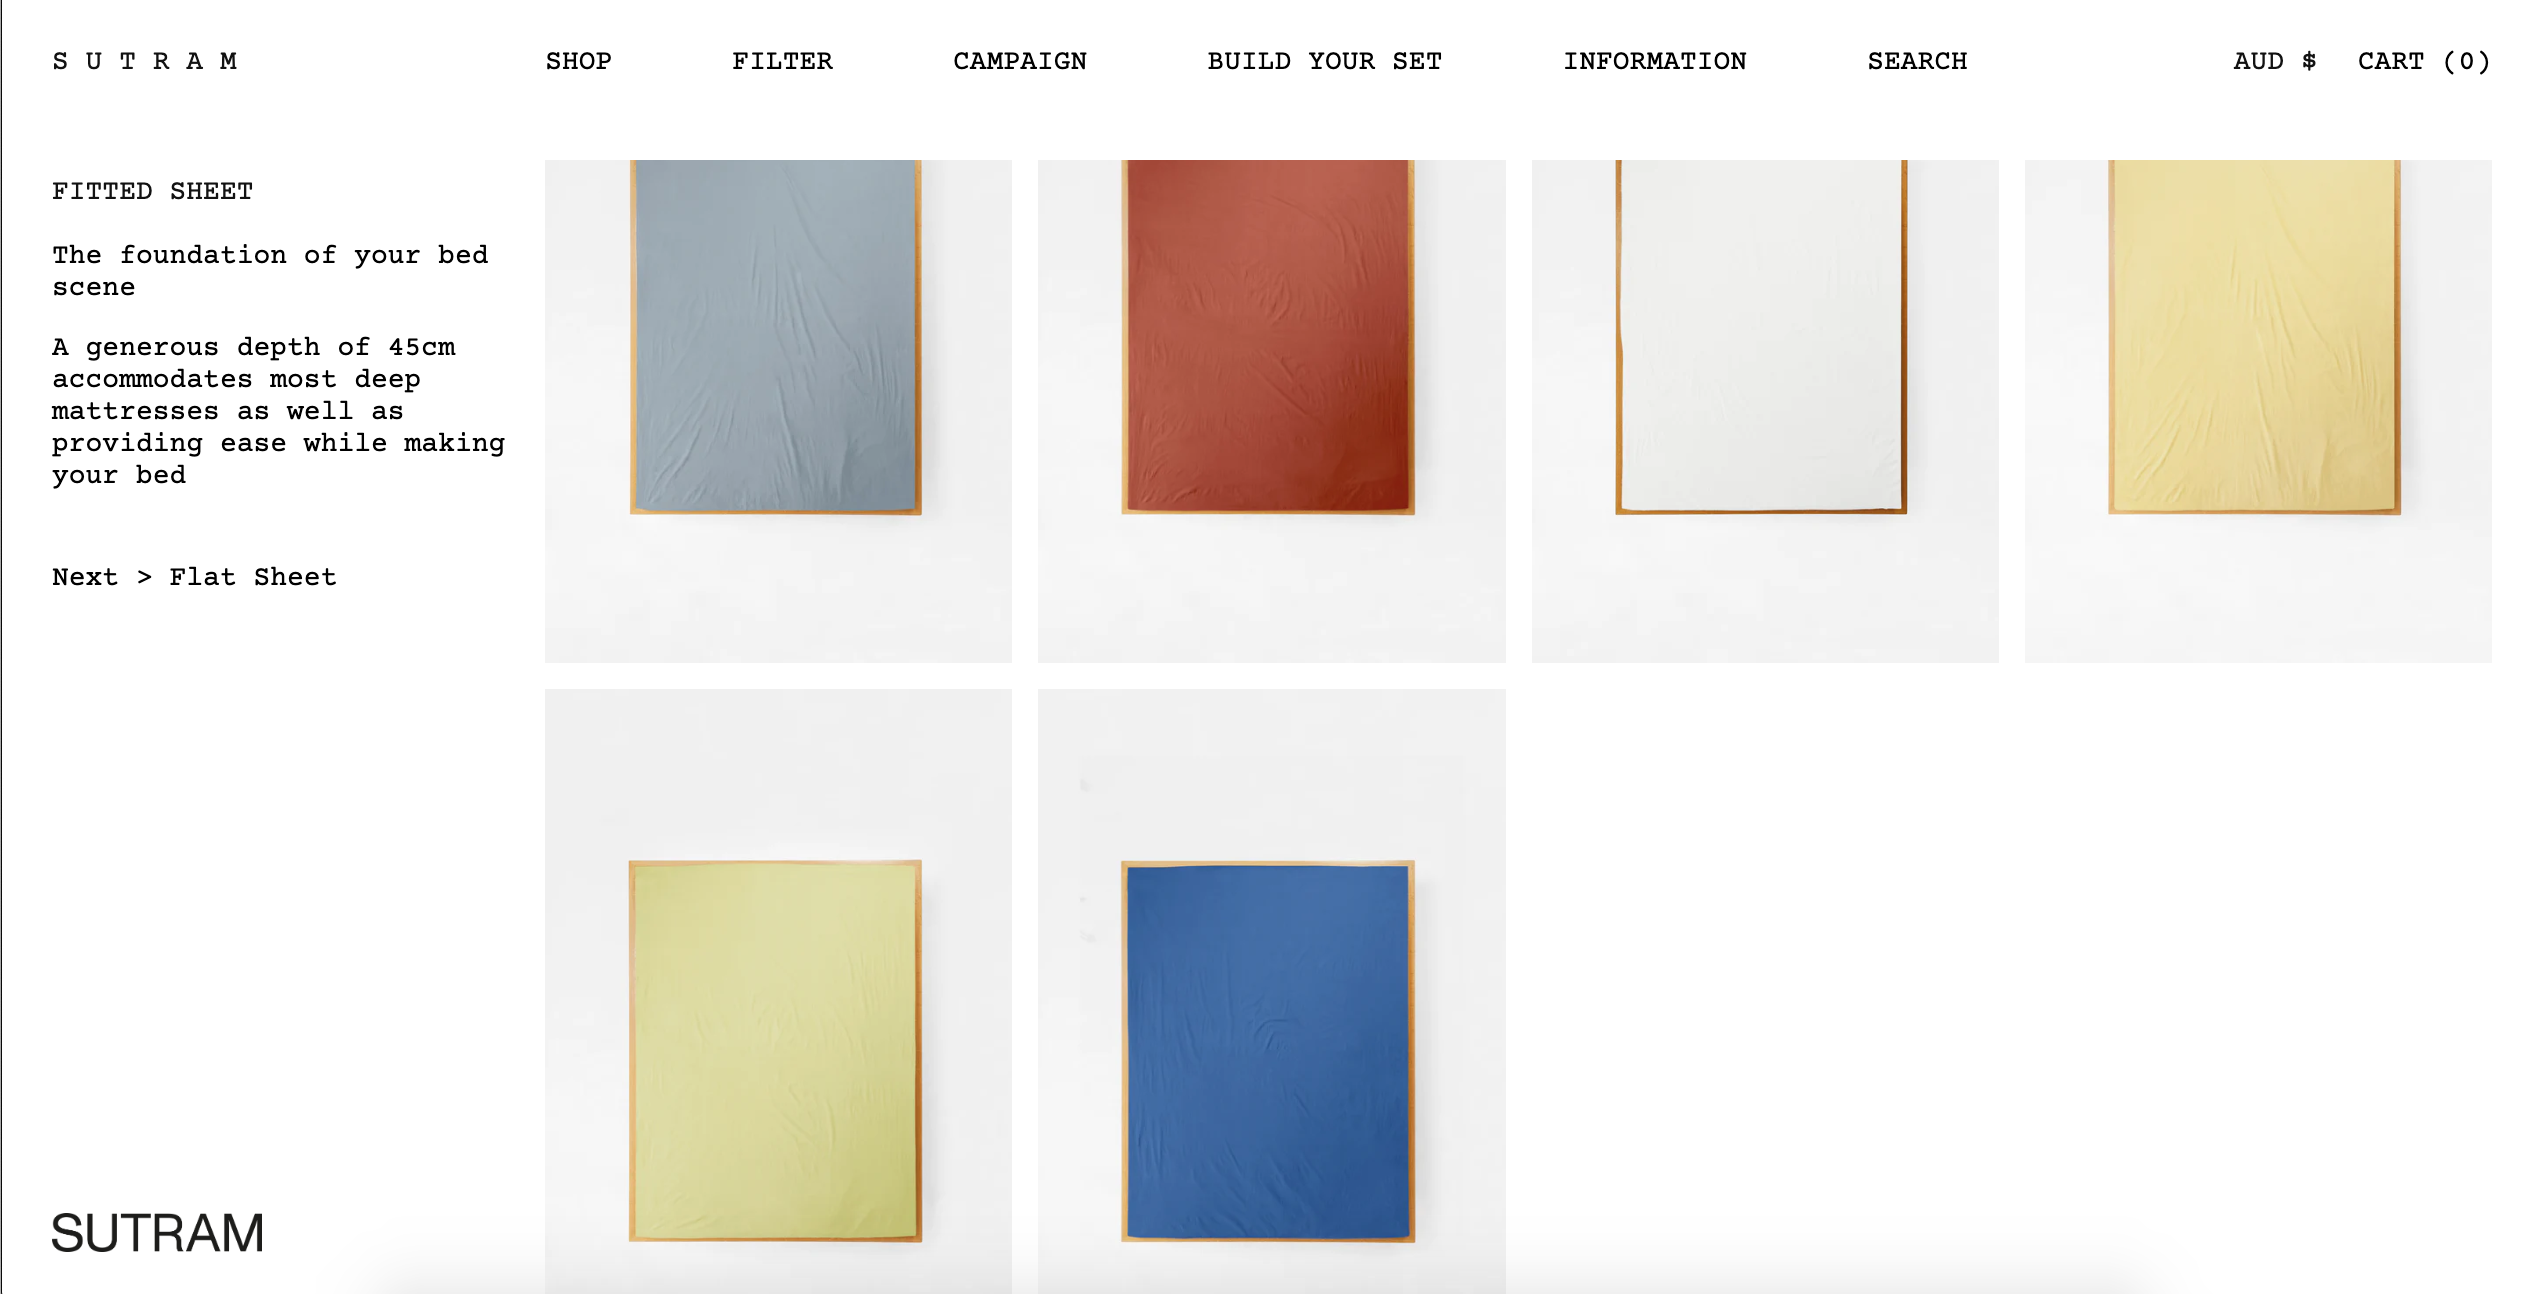 S U T R A M
SHOP
FILTER
CAMPAIGN
BUILD YOUR SET
INFORMATION
SEARCH
AUD $
CART (0)
FITTED SHEET
The foundation of your bed
scene
A generous depth of 45cm
accommodates most deep
mattresses as well as
providing ease while making
your bed
Next > Flat Sheet
SUTRAM